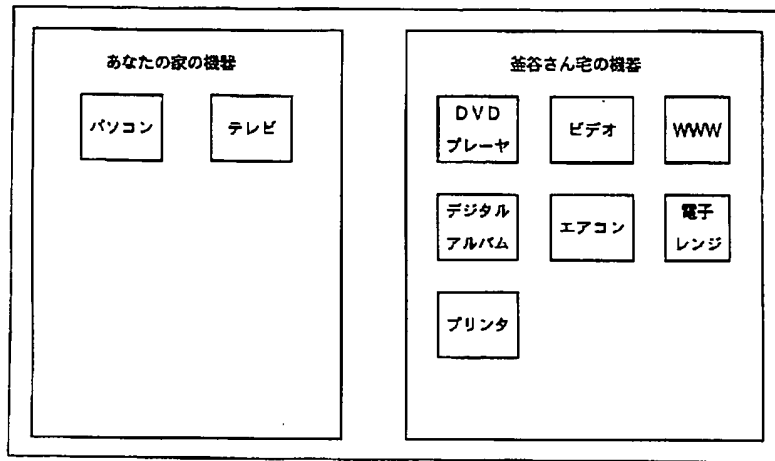 あなたの家の機器
パソコン
テレビ
釜谷さん宅の機器
DVD
プレーヤ
ビデオ
WWW
デジタル
アルバム
エアコン
電子
レンジ
プリンタ